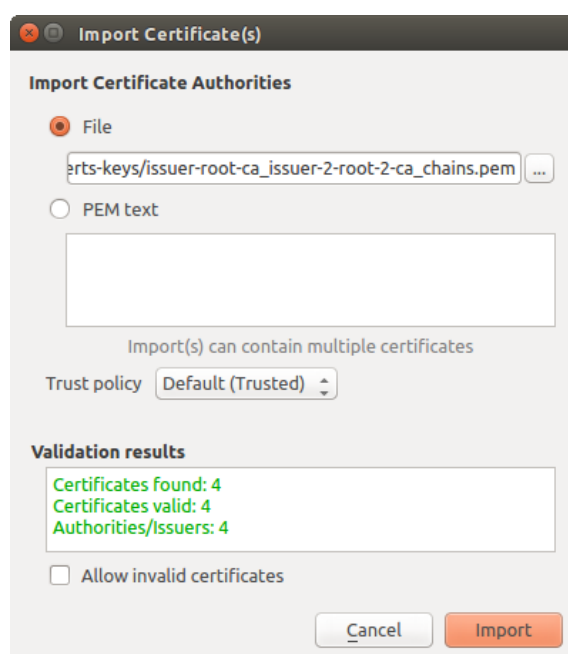 Import Certificate(s)
Import Certificate Authorities
File
erts-keys/issuer-root-ca_issuer-2-root-2-ca_chains.pem ...
PEM text
Import(s) can contain multiple certificates
Trust policy Default (Trusted)
Validation results
Certificates found: 4
Certificates valid: 4
Authorities/Issuers: 4
Allow invalid certificates
Cancel Import